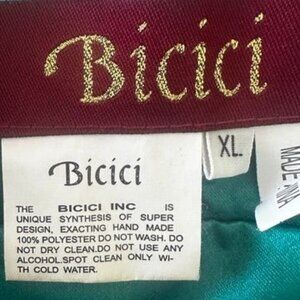 Bicici
XL
Bicici
THE BICICI INC IS
UNIQUE SYNTHESIS OF SUPER
DESIGN, EXACTING HAND MADE
100% POLYESTER DO NOT WASH. DO
NOT DRY CLEAN.DO NOT USE ANY
ALCOHOL.SPOT CLEAN ONLY WI-
TH COLD WATER.
MADE